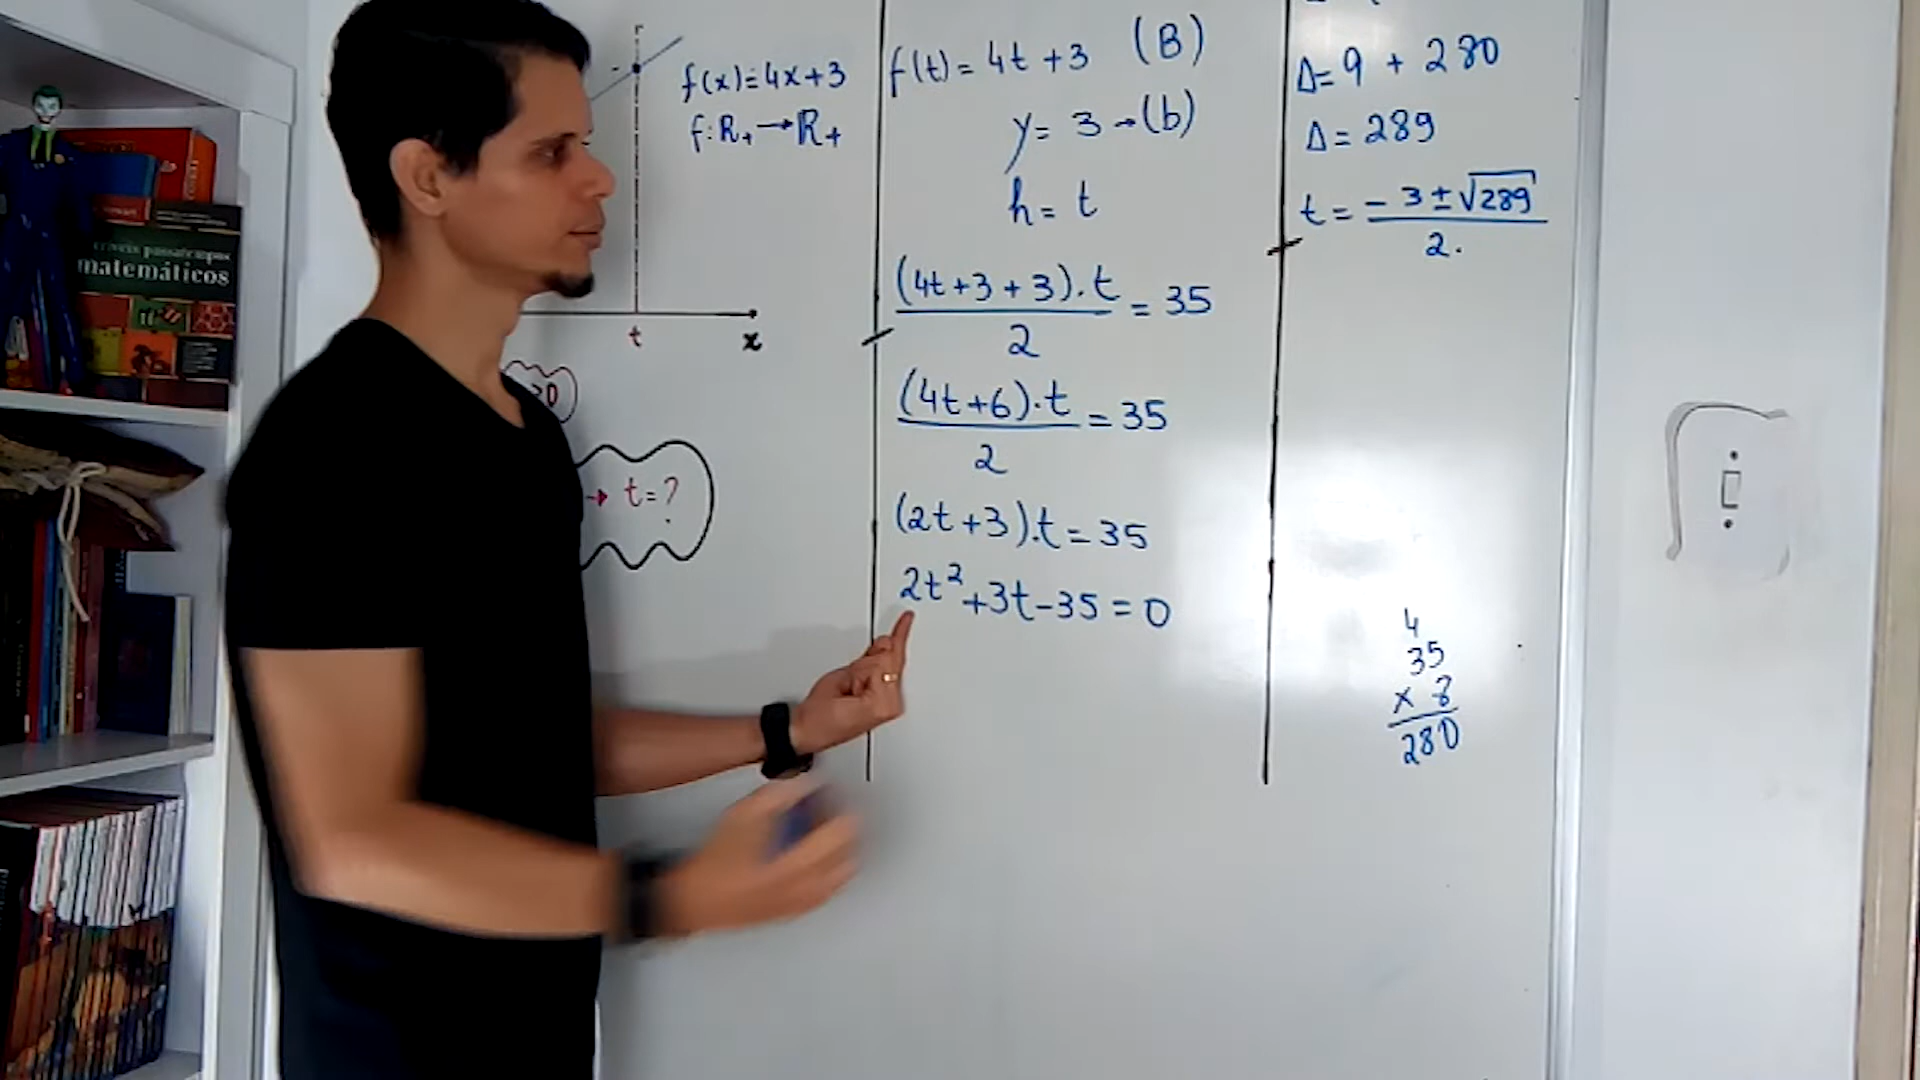 f(x)=4x+3
f:R₊→R₊
t
x
>0
→ t=?
f(t)=4t+3 (B)
y=3→(b)
h=t
(4t+3+3).t = 35
2
(4t+6).t = 35
2
(2t+3).t=35
2t²+3t-35=0
Δ=9+280
Δ=289
t=-3±√289
2.
4
35
x 8
280
matemáticos